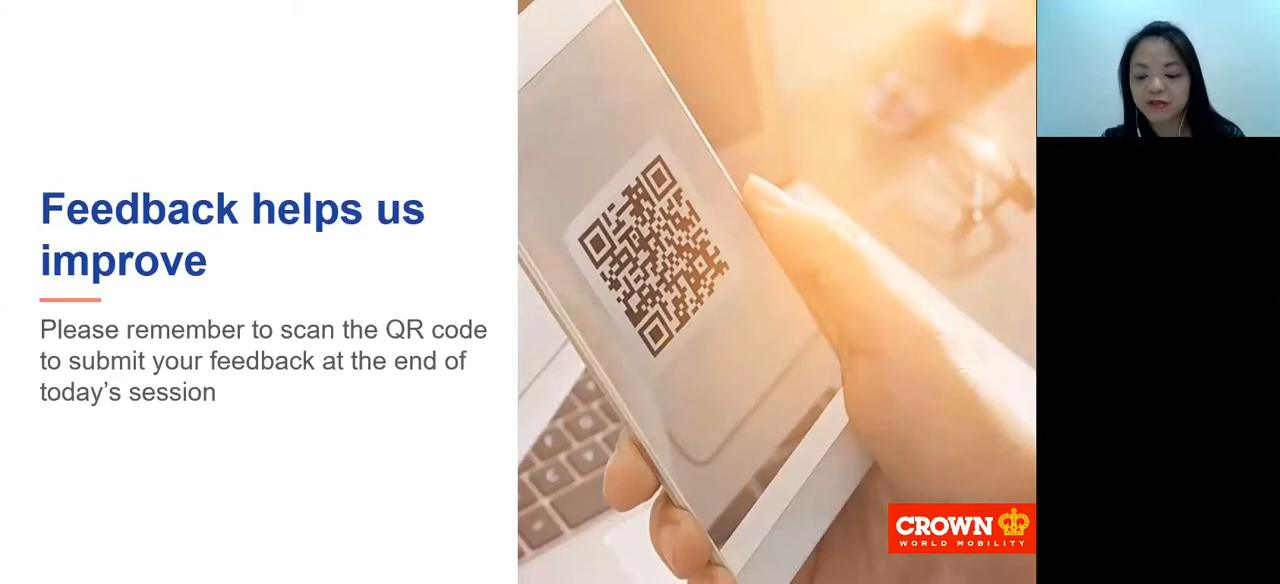 Feedback helps us
improve
Please remember to scan the QR code
to submit your feedback at the end of
today’s session
CROWN
WORLD MOBILITY